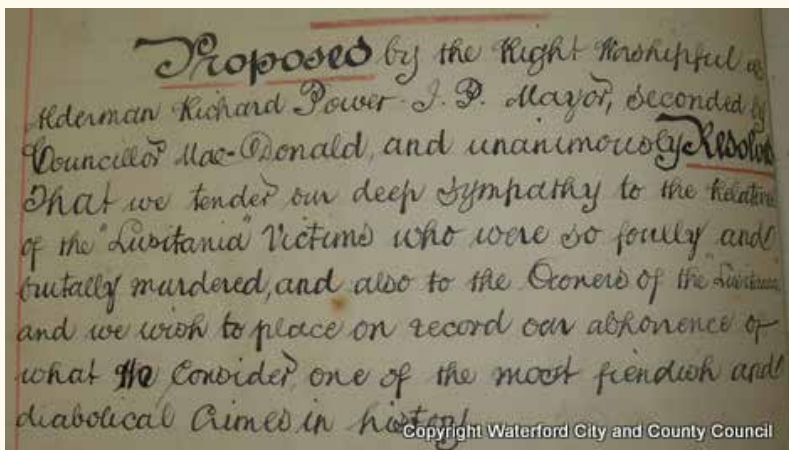 Proposed by the Right Worshipful
Alderman Richard Power J. P. Mayor, seconded by
Councillor Mac-Donald, and unanimously Resolved
That we tender our deep sympathy to the Relatives
of the "Lusitania" Victims who were so foully and
brutally murdered, and also to the Owners of the "Lusitania
and we wish to place on record our abhorence of
what we Consider, one of the most fiendish and
diabolical Crimes in history
Copyright Waterford City and County Council